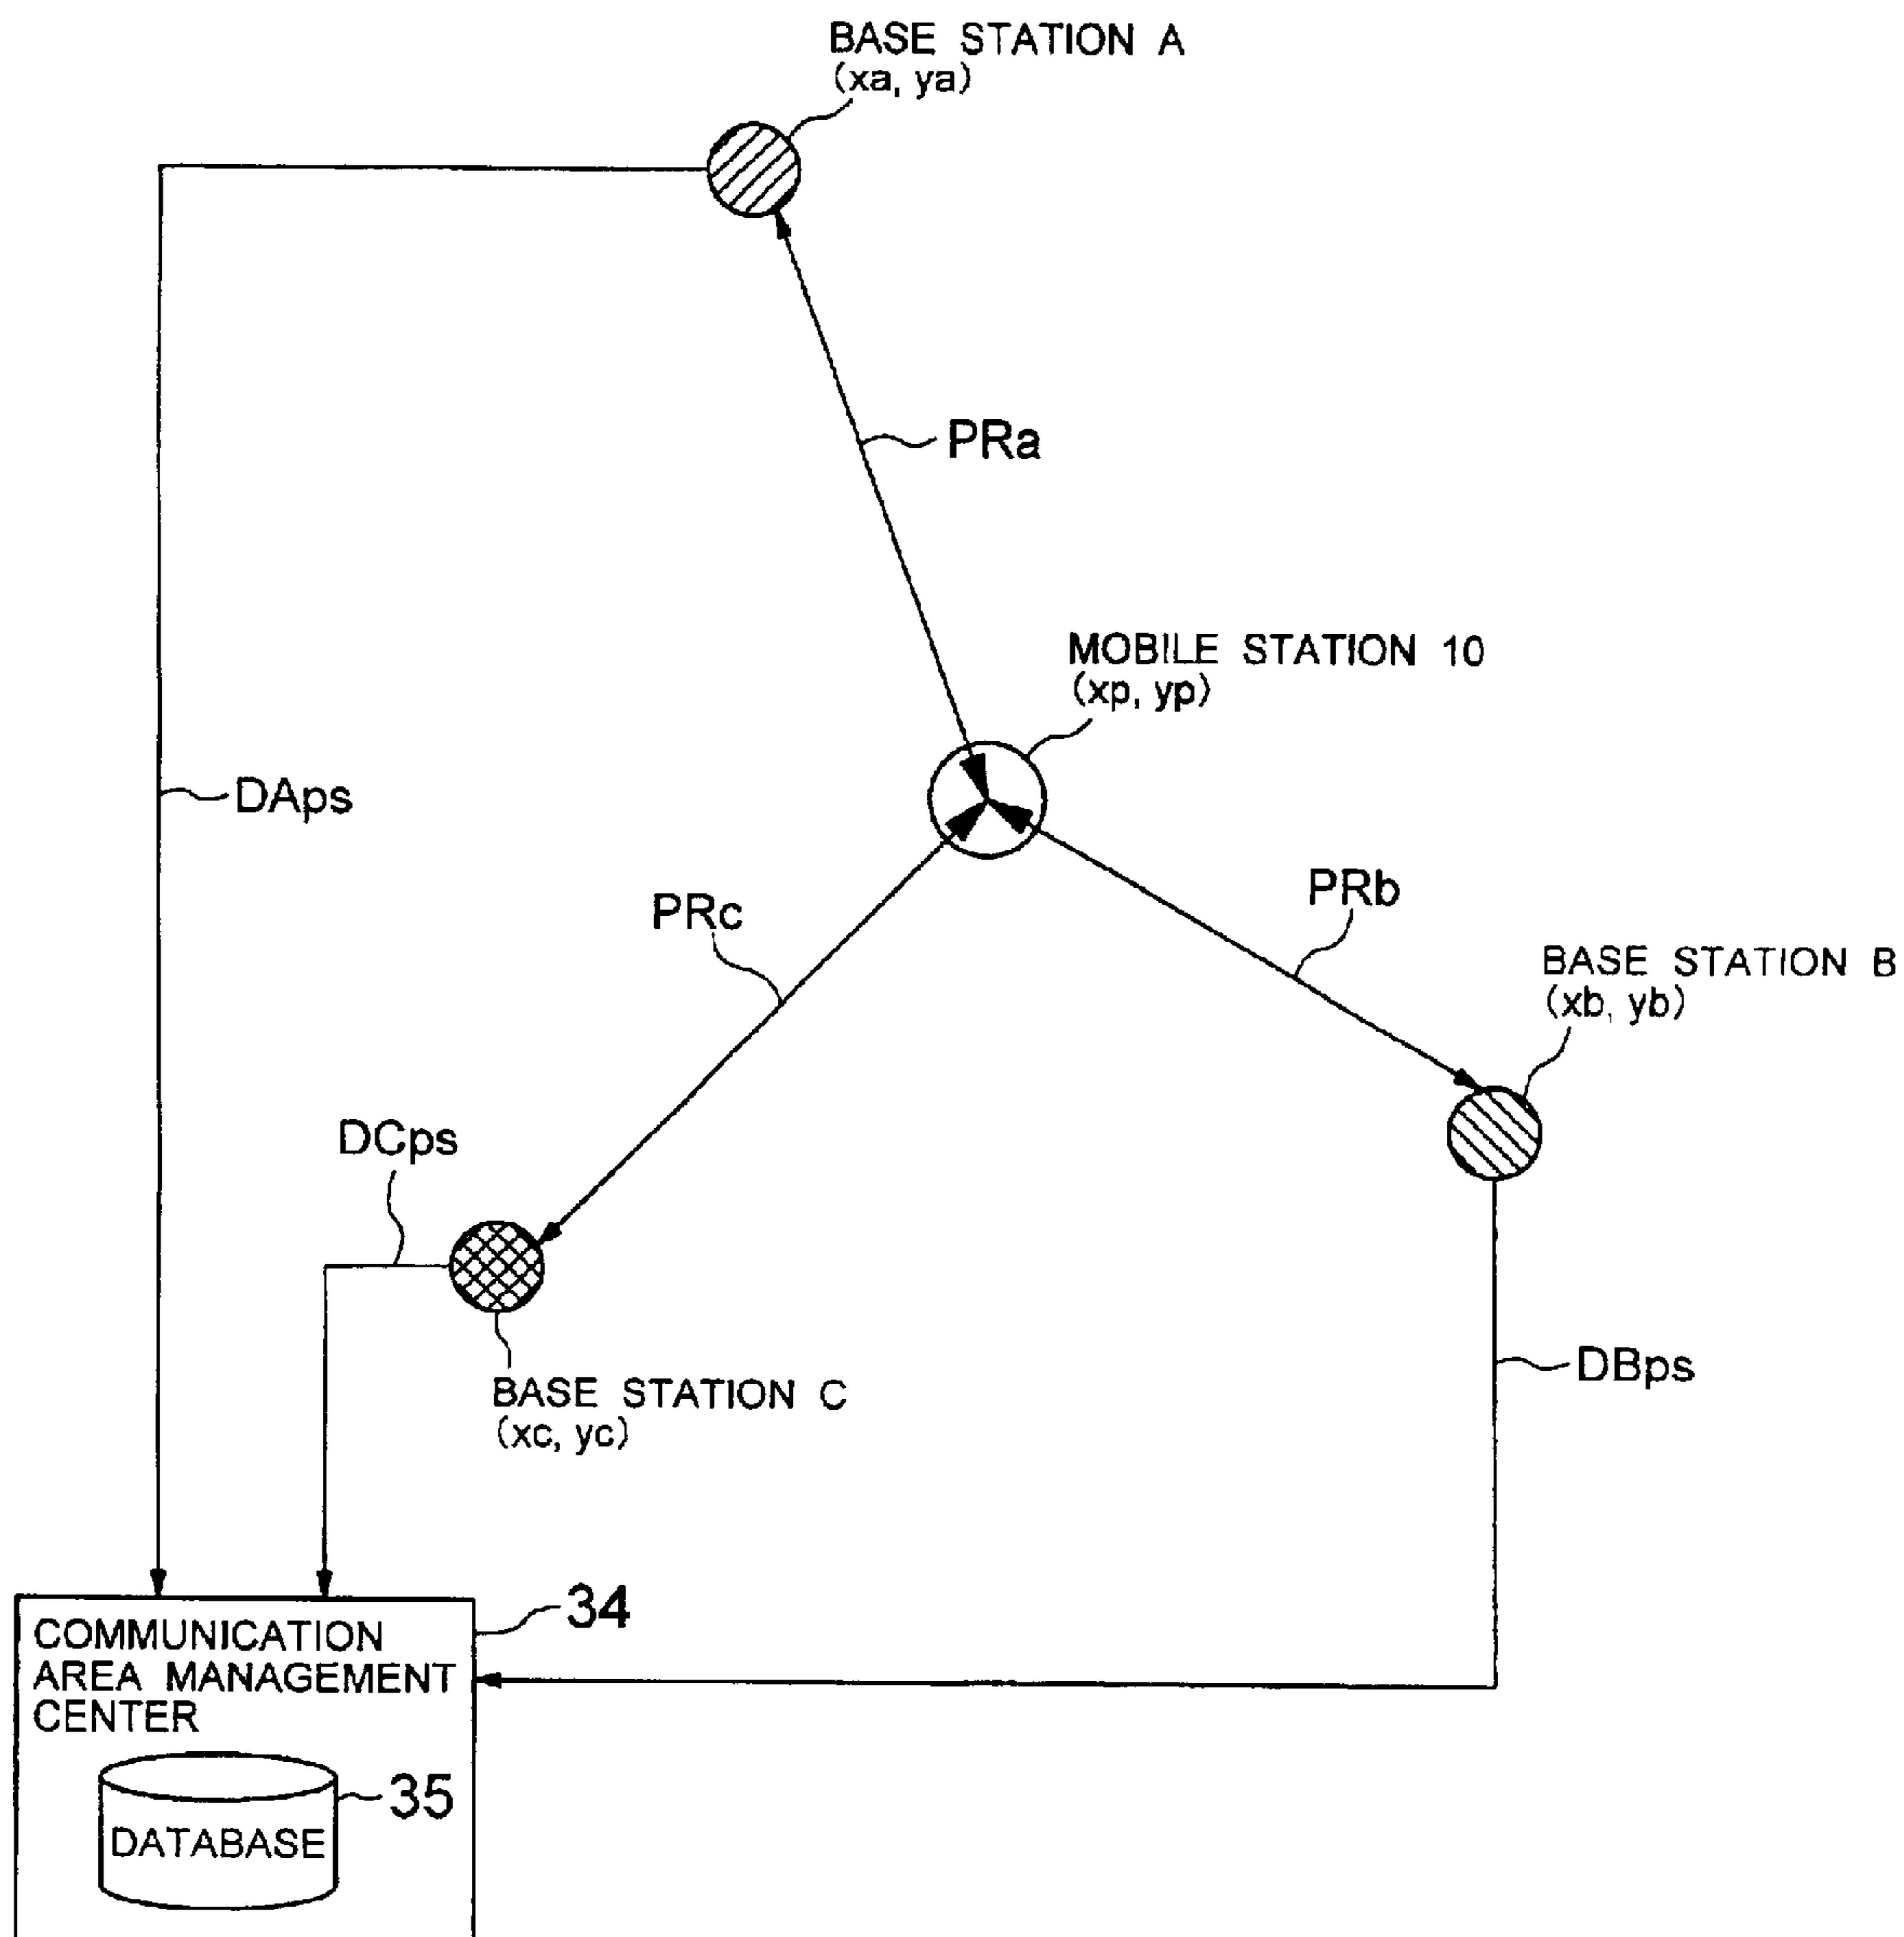 BASE STATION A
(xa, ya)
PRa
MOBILE STATION 10
(xp, yp)
DAps
PRb
PRc
BASE STATION B
(xb, yb)
DCps
DBps
BASE STATION C
(xc, yc)
34
COMMUNICATION
AREA MANAGEMENT
CENTER
35
DATABASE